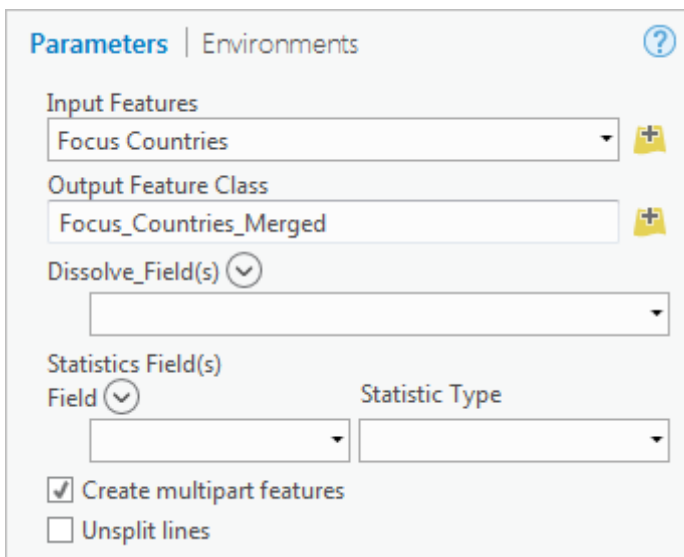 Parameters | Environments ?
Input Features
Focus Countries
Output Feature Class
Focus_Countries_Merged
Dissolve_Field(s)
Statistics Field(s)
Field Statistic Type
Create multipart features
Unsplit lines